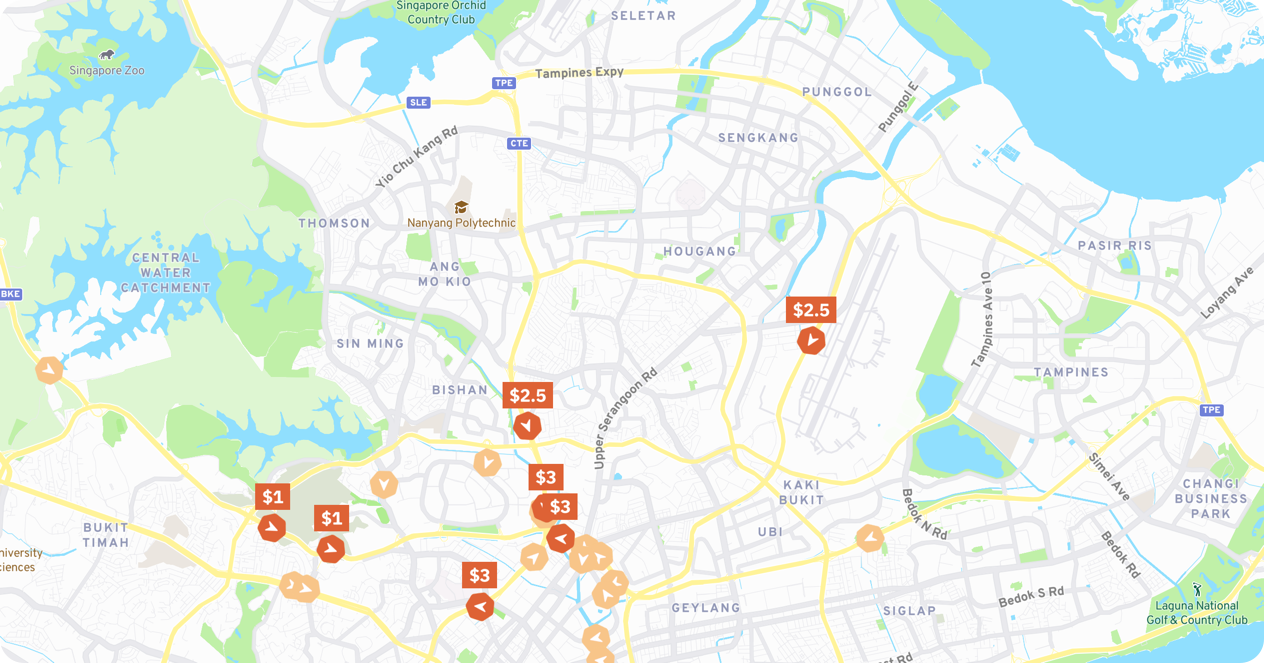 Singapore Orchid
Country Club
SELETAR
Singapore Zoo
TPE
Tampines Expy
PUNGGOL
Punggol E
SLE
SENGKANG
CTE
Yio Chu Kang Rd
THOMSON
Nanyang Polytechnic
HOUGANG
PASIR RIS
CENTRAL
WATER
CATCHMENT
ANG
MO KIO
BKE
Tampines Ave 10
Loyang Ave
$2.5
SIN MING
TAMPINES
BISHAN
$2.5
Upper Serangoon Rd
TPE
$3
$3
KAKI
BUKIT
Simei Ave
CHANGI
BUSINESS
PARK
$1
$1
Bedok N Rd
BUKIT
TIMAH
UBI
Bedok Rd
niversity
ciences
$3
GEYLANG
SIGLAP
Bedok S Rd
Laguna National
Golf & Country Club
st Rd